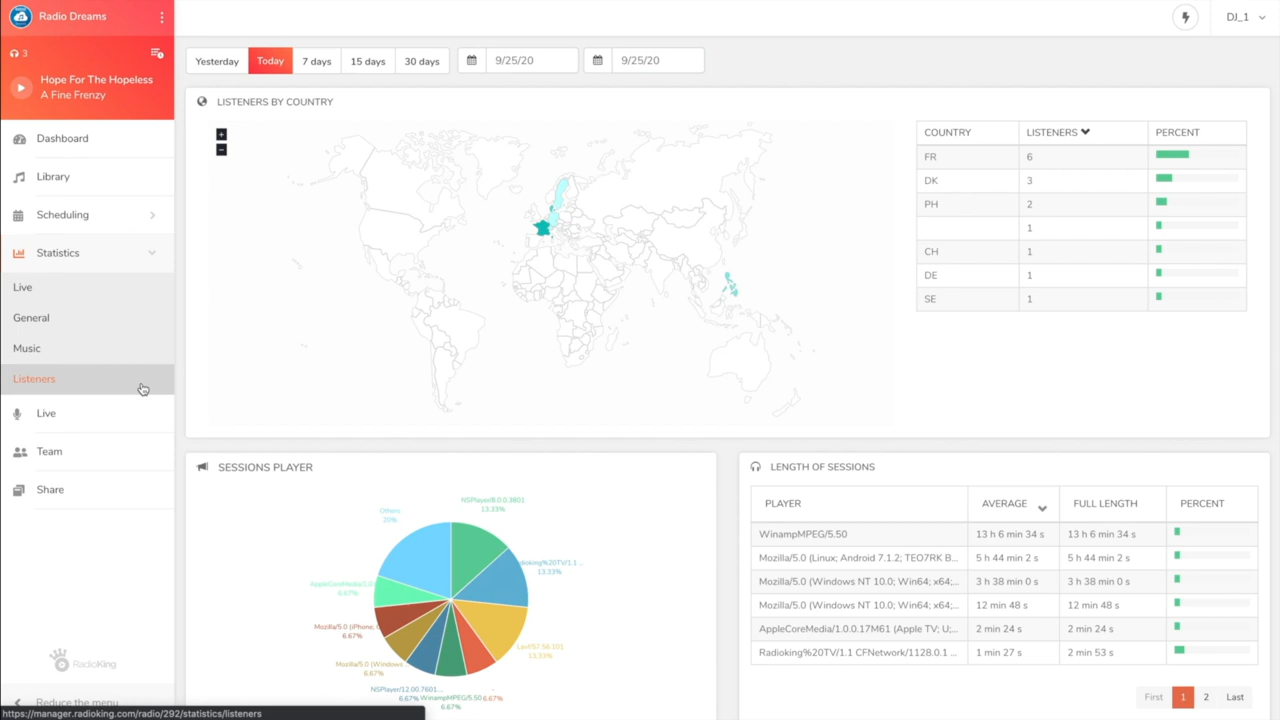 Radio Dreams
3
Hope For The Hopeless
A Fine Frenzy
Dashboard
Library
Scheduling
Statistics
Live
General
Music
Listeners
Live
Team
Share
RadioKing
Reduce the menu
https://manager.radioking.com/radio/292/statistics/listeners
DJ_1
Yesterday Today 7 days 15 days 30 days 9/25/20 9/25/20
LISTENERS BY COUNTRY
+
-
COUNTRY LISTENERS PERCENT
FR 6
DK 3
PH 2
1
CH 1
DE 1
SE 1
SESSIONS PLAYER
NSPlayer/8.0.0.3801
13.33%
Others
20%
dioking%20TV/1.1 ...
13.33%
AppleCoreMedia/1.0.
6.67%
Mozilla/5.0 (iPhone;
6.67%
Lavf/57.56.101
13.33%
Mozilla/5.0 (Windows...
6.67%
NSPlayer/12.00.7601...
6.67%
WinampMPEG/5.50
6.67%
.
6.67%
LENGTH OF SESSIONS
PLAYER AVERAGE FULL LENGTH PERCENT
WinampMPEG/5.50 13 h 6 min 34 s 13 h 6 min 34 s
Mozilla/5.0 (Linux; Android 7.1.2; TEO7RK B... 5 h 44 min 2 s 5 h 44 min 2 s
Mozilla/5.0 (Windows NT 10.0; Win64; x64;... 3 h 38 min 0 s 3 h 38 min 0 s
Mozilla/5.0 (Windows NT 10.0; Win64; x64;... 12 min 48 s 12 min 48 s
AppleCoreMedia/1.0.0.17M61 (Apple TV; U;... 2 min 24 s 2 min 24 s
Radioking%20TV/1.1 CFNetwork/1128.0.1 ... 1 min 27 s 2 min 53 s
First 1 2 Last